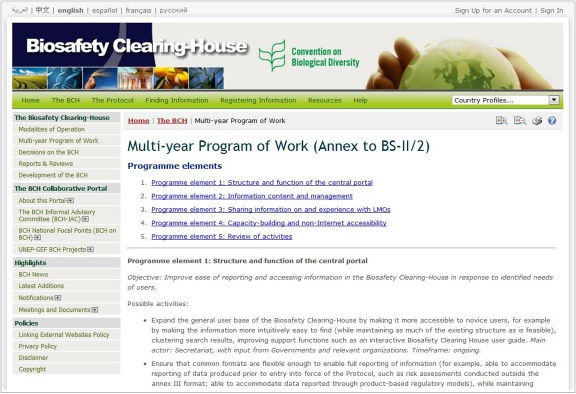 العربية | 中文 | english | español | français | русский
Sign Up for an Account | Sign In
Biosafety Clearing-House
Convention on
Biological Diversity
Home The BCH The Protocol Finding Information Registering Information Resources Help
Country Profiles...
The Biosafety Clearing-House
Modalities of Operation
Multi-year Program of Work
Decisions on the BCH
Reports & Reviews
Development of the BCH
The BCH Collaborative Portal
About this Portal
The BCH Informal Advisory
Committee (BCH-IAC)
BCH National Focal Points (BCH on
BCH)
UNEP-GEF BCH Projects
Highlights
BCH News
Latest Additions
Notifications
Meetings and Documents
Policies
Linking External Websites Policy
Privacy Policy
Disclaimer
Copyright
Home | The BCH | Multi-year Program of Work
Multi-year Program of Work (Annex to BS-II/2)
Programme elements
1. Programme element 1: Structure and function of the central portal
2. Programme element 2: Information content and management
3. Programme element 3: Sharing information on and experience with LMOs
4. Programme element 4: Capacity-building and non-Internet accessibility
5. Programme element 5: Review of activities
Programme element 1: Structure and function of the central portal
Objective: Improve ease of reporting and accessing information in the Biosafety Clearing-House in response to identified needs
of users.
Possible activities:
• Expand the general user base of the Biosafety Clearing-House by making it more accessible to novice users, for example
by making the information more intuitively easy to find (while maintaining as much of the existing structure as is feasible),
clustering search results, improving support functions such as an interactive Biosafety Clearing House user guide. Main
actor: Secretariat, with input from Governments and relevant organizations. Timeframe: ongoing.
• Ensure that common formats are flexible enough to enable full reporting of information (for example, able to accommodate
reporting of data produced prior to entry into force of the Protocol, such as risk assessments conducted outside the
annex III format; able to accommodate data reported through product-based regulatory models), while maintaining